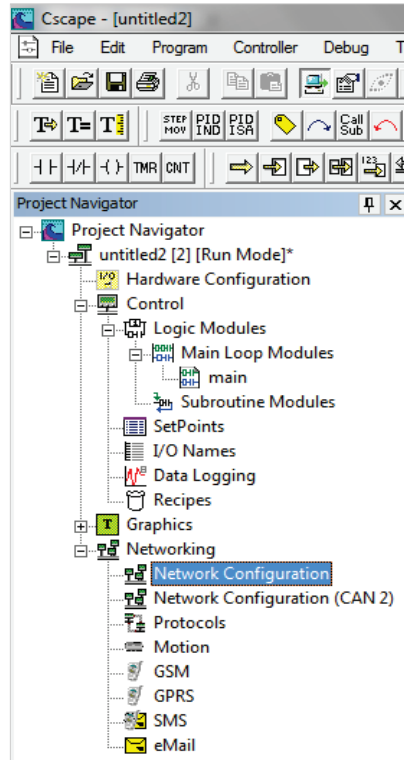 Cscape - [untitled2]
File Edit Program Controller Debug T
T T= T STEP MOV PID IND PID ISA Call Sub
TMR CNT 123
Project Navigator
Project Navigator
untitled2 [2] [Run Mode]*
I/O Hardware Configuration
Control
Logic Modules
Main Loop Modules
main
Subroutine Modules
SetPoints
I/O Names
Data Logging
Recipes
T Graphics
Networking
Network Configuration
Network Configuration (CAN 2)
Protocols
Motion
GSM
GPRS
SMS
eMail